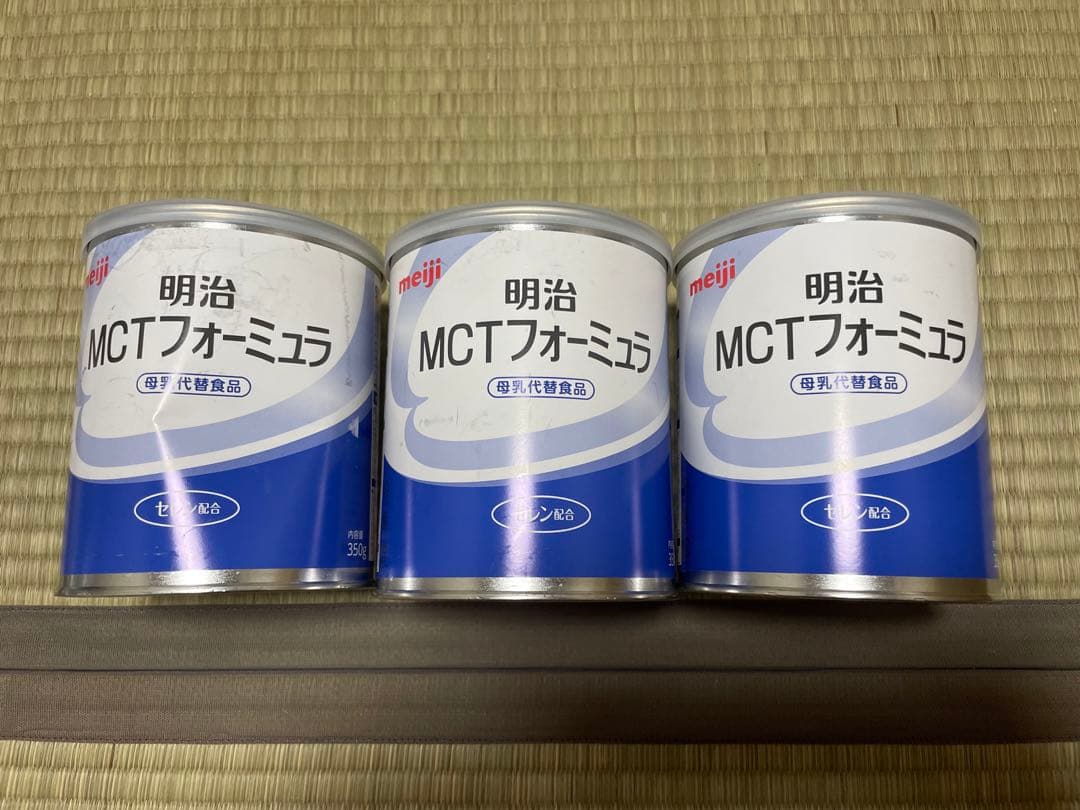 meiji
明治
MCTフォーミュラ
母乳代替食品
セレン配合
内容量
350g
meiji
明治
MCTフォーミュラ
母乳代替食品
セレン配合
meiji
明治
MCTフォーミュラ
母乳代替食品
セレン配合